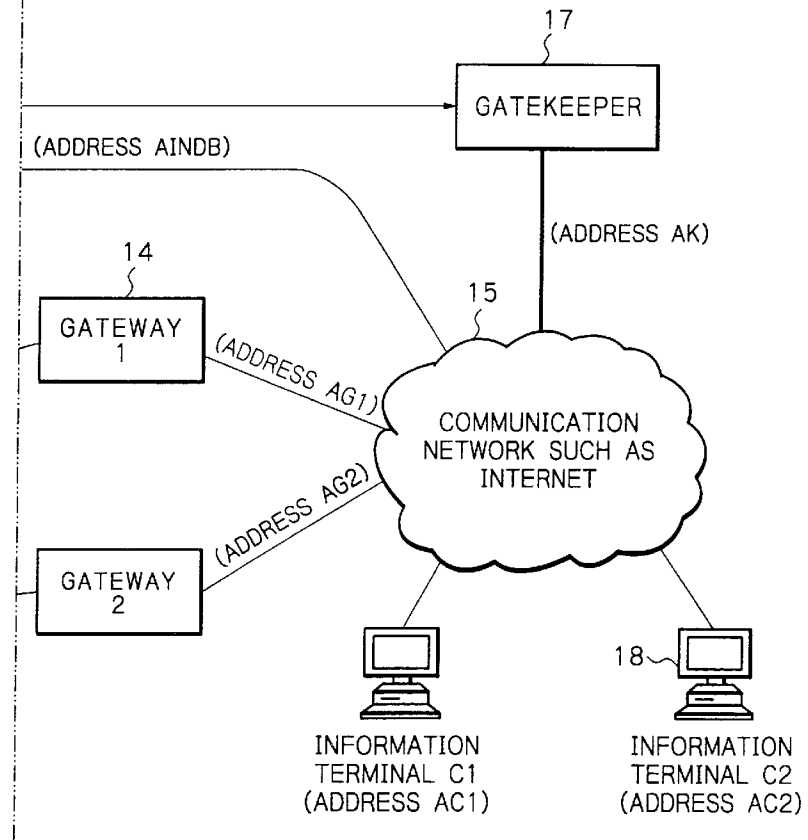 17
GATEKEEPER
(ADDRESS AINDB)
(ADDRESS AK)
14
GATEWAY
1
15
(ADDRESS AG1)
COMMUNICATION
NETWORK SUCH AS
INTERNET
(ADDRESS AG2)
GATEWAY
2
18
INFORMATION
TERMINAL C1
(ADDRESS AC1)
INFORMATION
TERMINAL C2
(ADDRESS AC2)